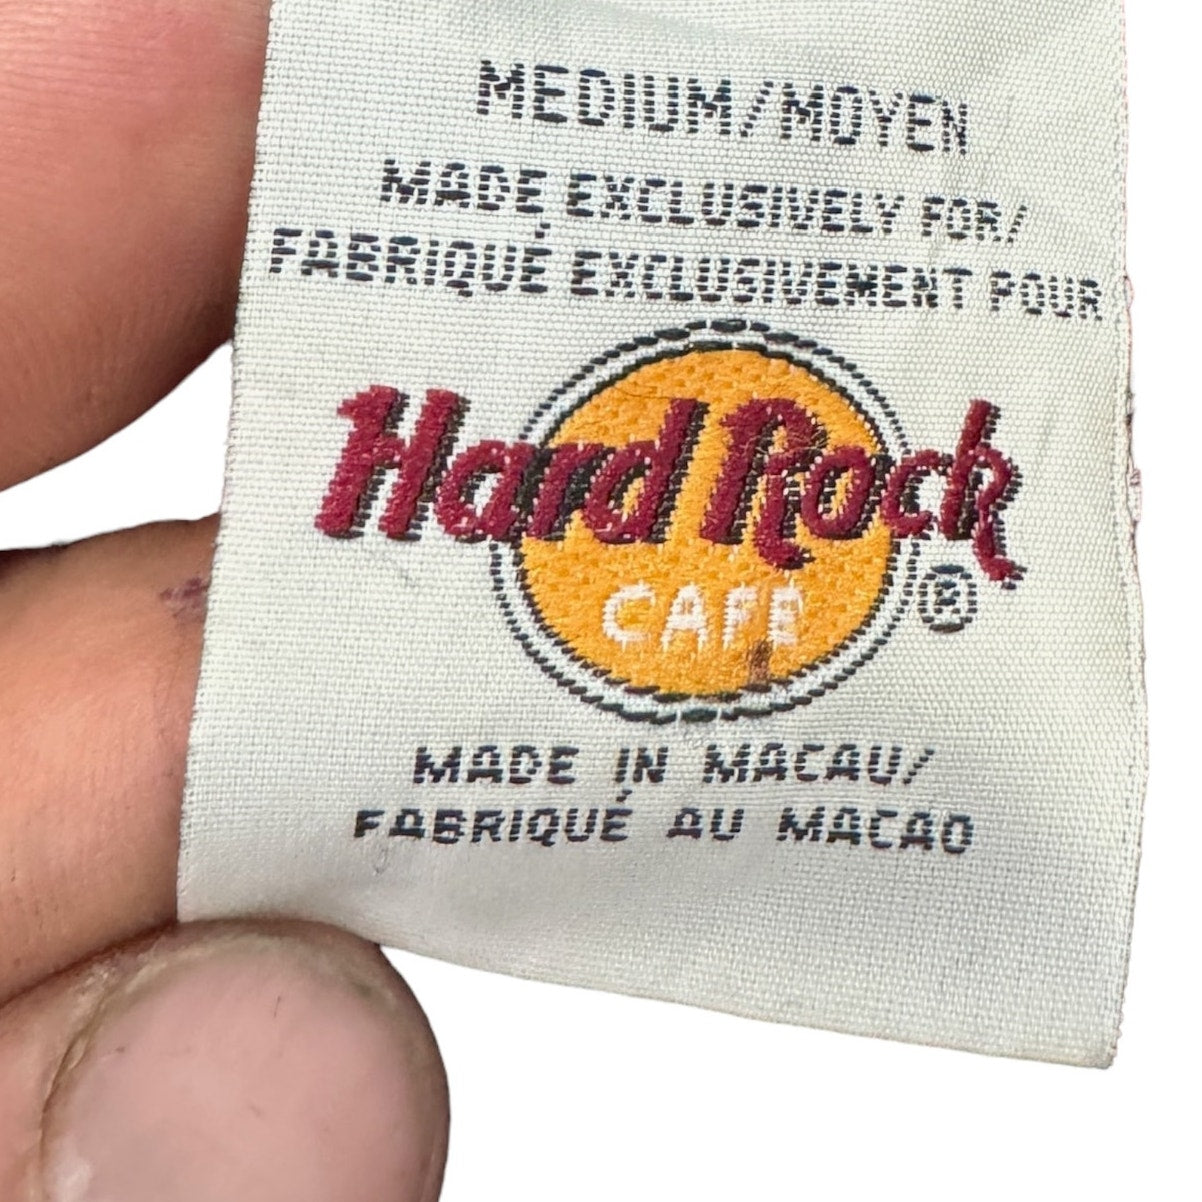 MEDIUM/MOYEN
MADE EXCLUSIVELY FOR/
FABRIQUÉ EXCLUSIVEMENT POUR
Hard Rock
CAFE
®
MADE IN MACAU/
FABRIQUÉ AU MACAO